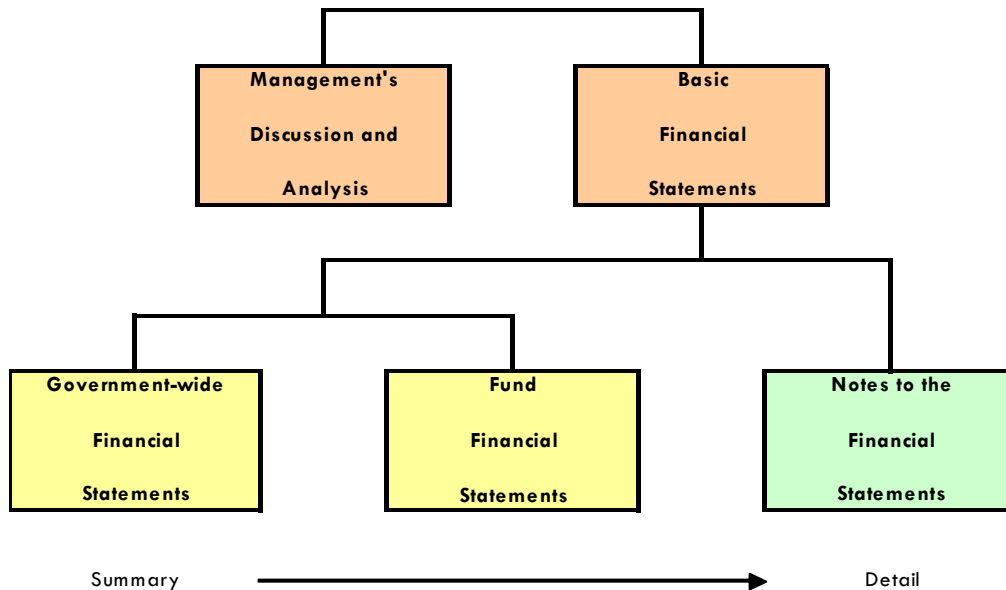 Management's
Discussion and
Analysis
Basic
Financial
Statements
Government-wide
Financial
Statements
Fund
Financial
Statements
Notes to the
Financial
Statements
Summary
Detail